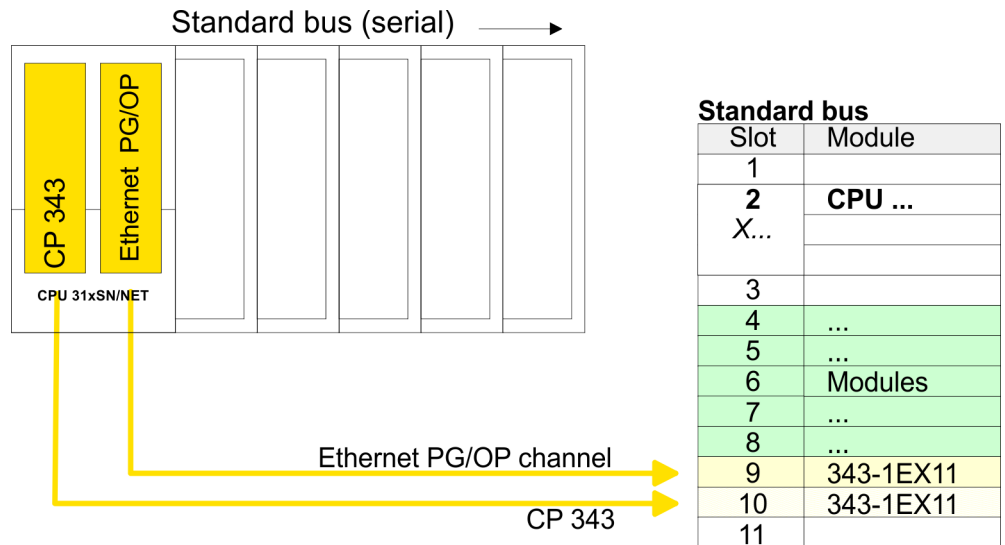 Standard bus (serial)
CP 343
Ethernet PG/OP
CPU 31xSN/NET
Ethernet PG/OP channel
CP 343
Standard bus
Slot Module
1
2 CPU ...
X...
3
4 ...
5 ...
6 Modules
7 ...
8 ...
9 343-1EX11
10 343-1EX11
11